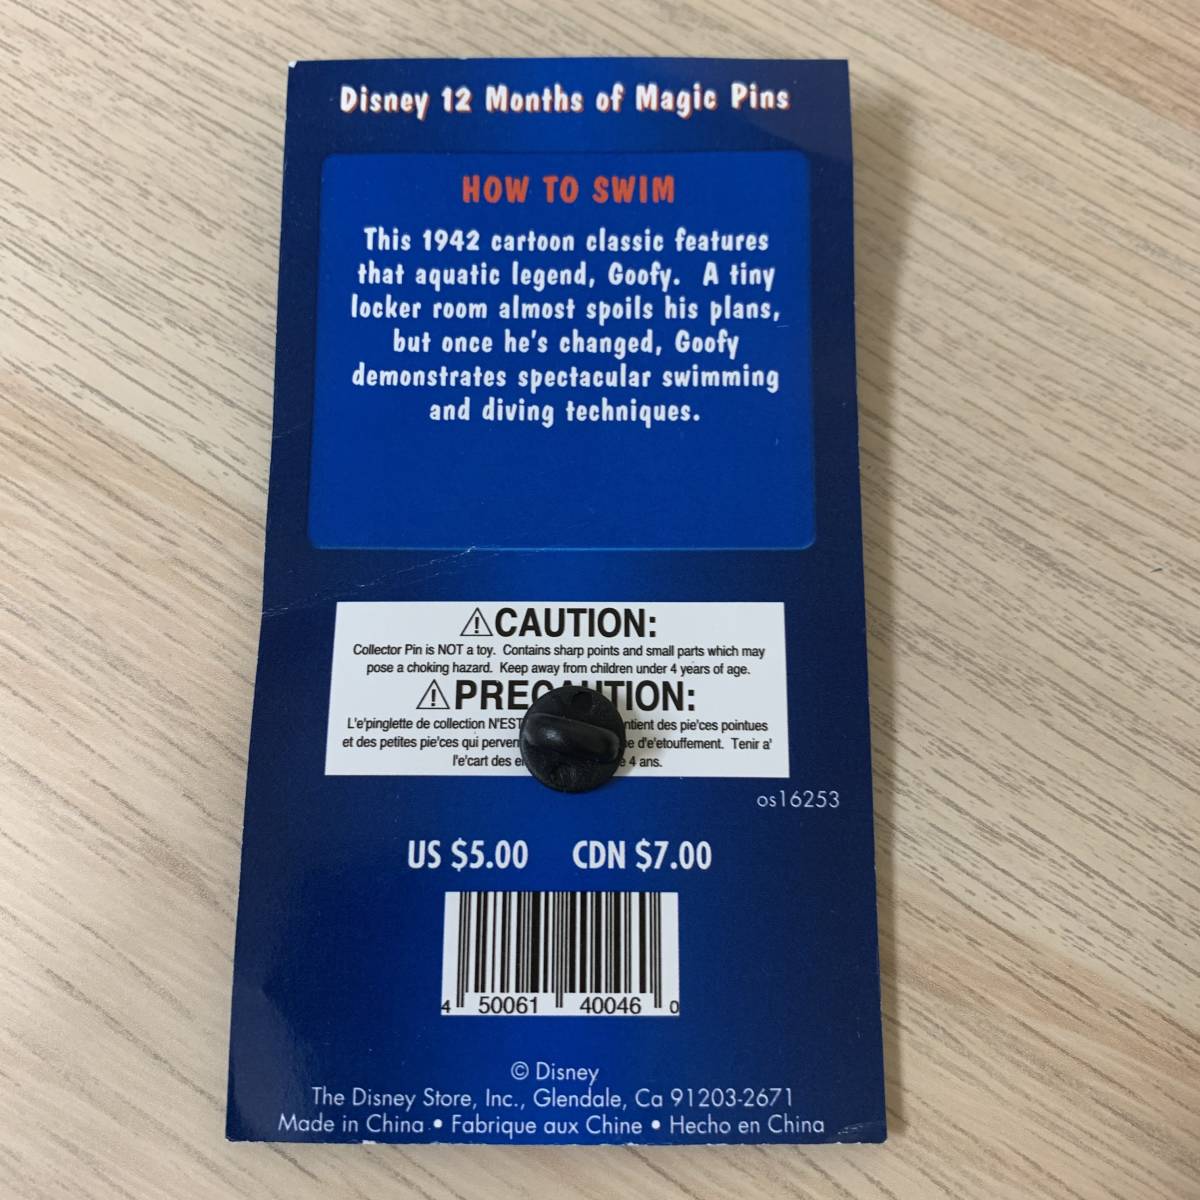 Disney 12 Months of Magic Pins
HOW TO SWIM
This 1942 cartoon classic features
that aquatic legend, Goofy. A tiny
locker room almost spoils his plans,
but once he's changed, Goofy
demonstrates spectacular swimming
and diving techniques.
⚠CAUTION:
Collector Pin is NOT a toy. Contains sharp points and small parts which may
pose a choking hazard. Keep away from children under 4 years of age.
⚠
L'e'pinglette de collection N'EST des pie'ces pointues
et des petites pie'ces qui d'e'touffement. Tenir a'
l'e'cart des 4 ans.
os16253
US $5.00 CDN $7.00
4 50061 40046 0
© Disney
The Disney Store, Inc., Glendale, Ca 91203-2671
Made in China • Fabrique aux Chine • Hecho en China